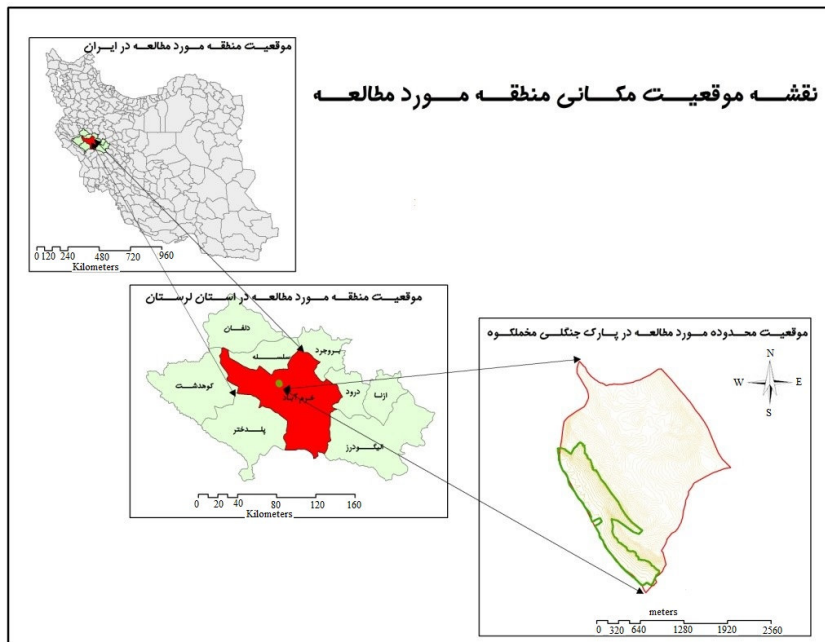 نقشه موقعیت مکانی منطقه مورد مطالعه
موقعیت منطقه مورد مطالعه در ایران
0 120 240 480 720 960
Kilometers
موقعیت منطقه مورد مطالعه در استان لرستان
دلفان
سلسله
بروجرد
کوهدشت
خرم آباد
درود
ازنا
پلدختر
الیگودرز
0 10 20 40 80 120 160
Kilometers
موقعیت محدوده مورد مطالعه در پارک جنگلی مخملکوه
N
W E
S
meters
0 320 640 1280 1920 2560